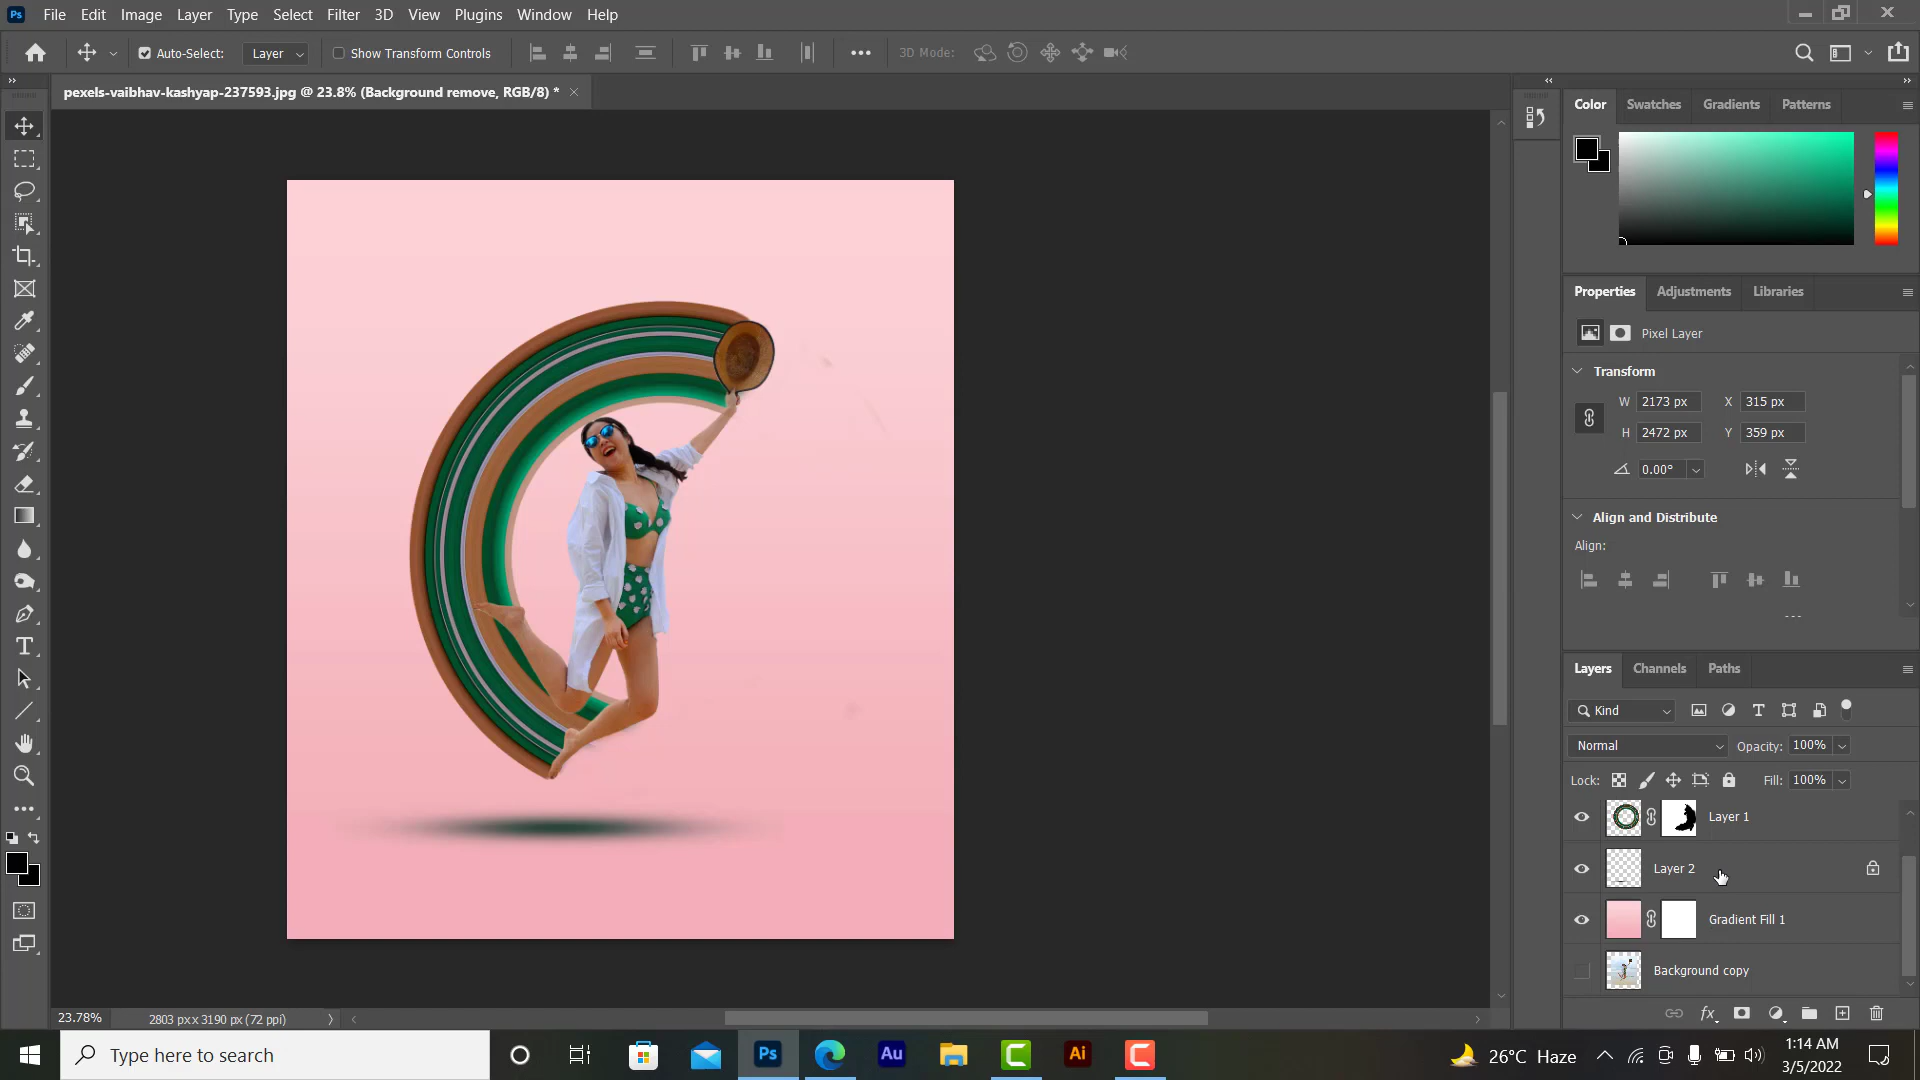 Ps File Edit Image Layer Type Select Filter 3D View Plugins Window Help
Auto-Select: Layer Show Transform Controls 3D Mode:
pexels-vaibhav-kashyap-237593.jpg @ 23.8% (Background remove, RGB/8) *
Color Swatches Gradients Patterns
Properties Adjustments Libraries
Pixel Layer
Transform
W 2173 px X 315 px
H 2472 px Y 359 px
0.00°
Align and Distribute
Align:
Layers Channels Paths
Kind
Normal Opacity: 100%
Lock: Fill: 100%
Layer 1
Layer 2
Gradient Fill 1
Background copy
23.78% 2803 px x 3190 px (72 ppi)
Type here to search
Ps Au Ai
26°C Haze
1:14 AM
3/5/2022